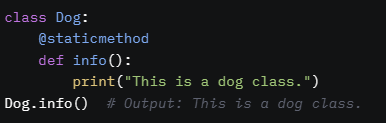 class Dog:
    @staticmethod
    def info():
        print("This is a dog class.")
Dog.info()  # Output: This is a dog class.